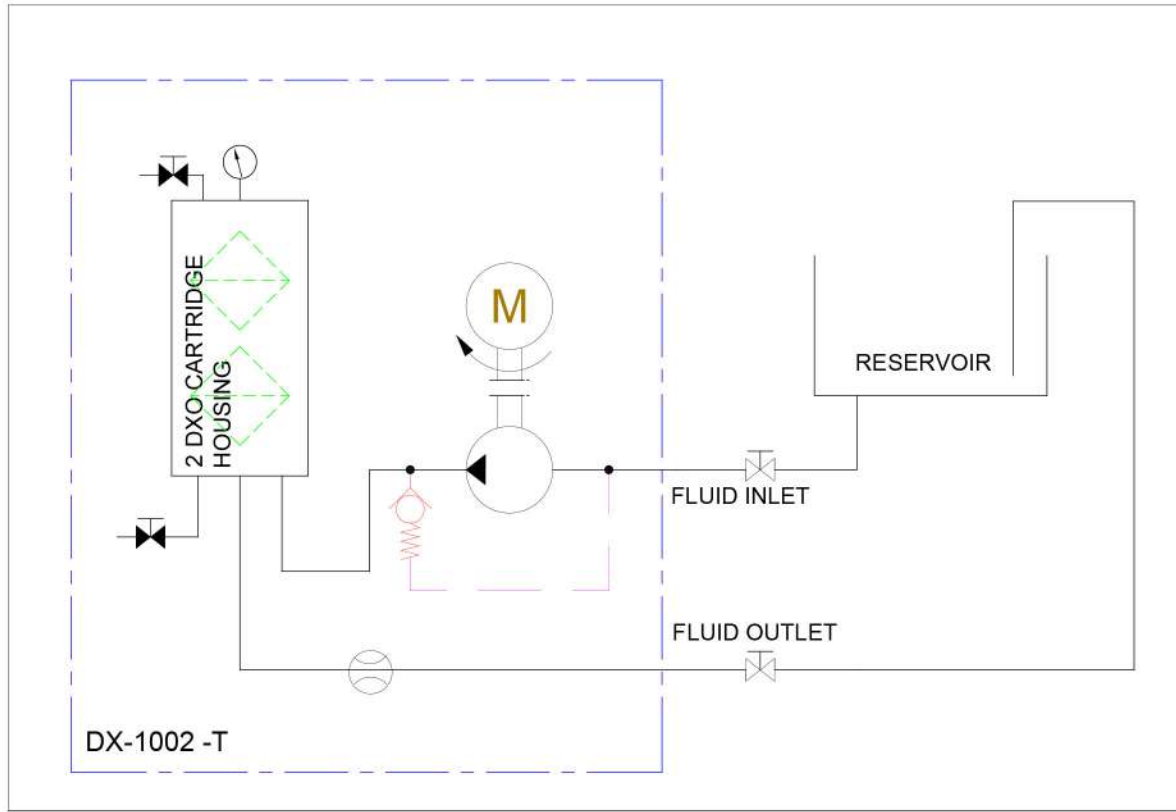 2 DXO CARTRIDGE
HOUSING
M
RESERVOIR
FLUID INLET
FLUID OUTLET
DX-1002 -T